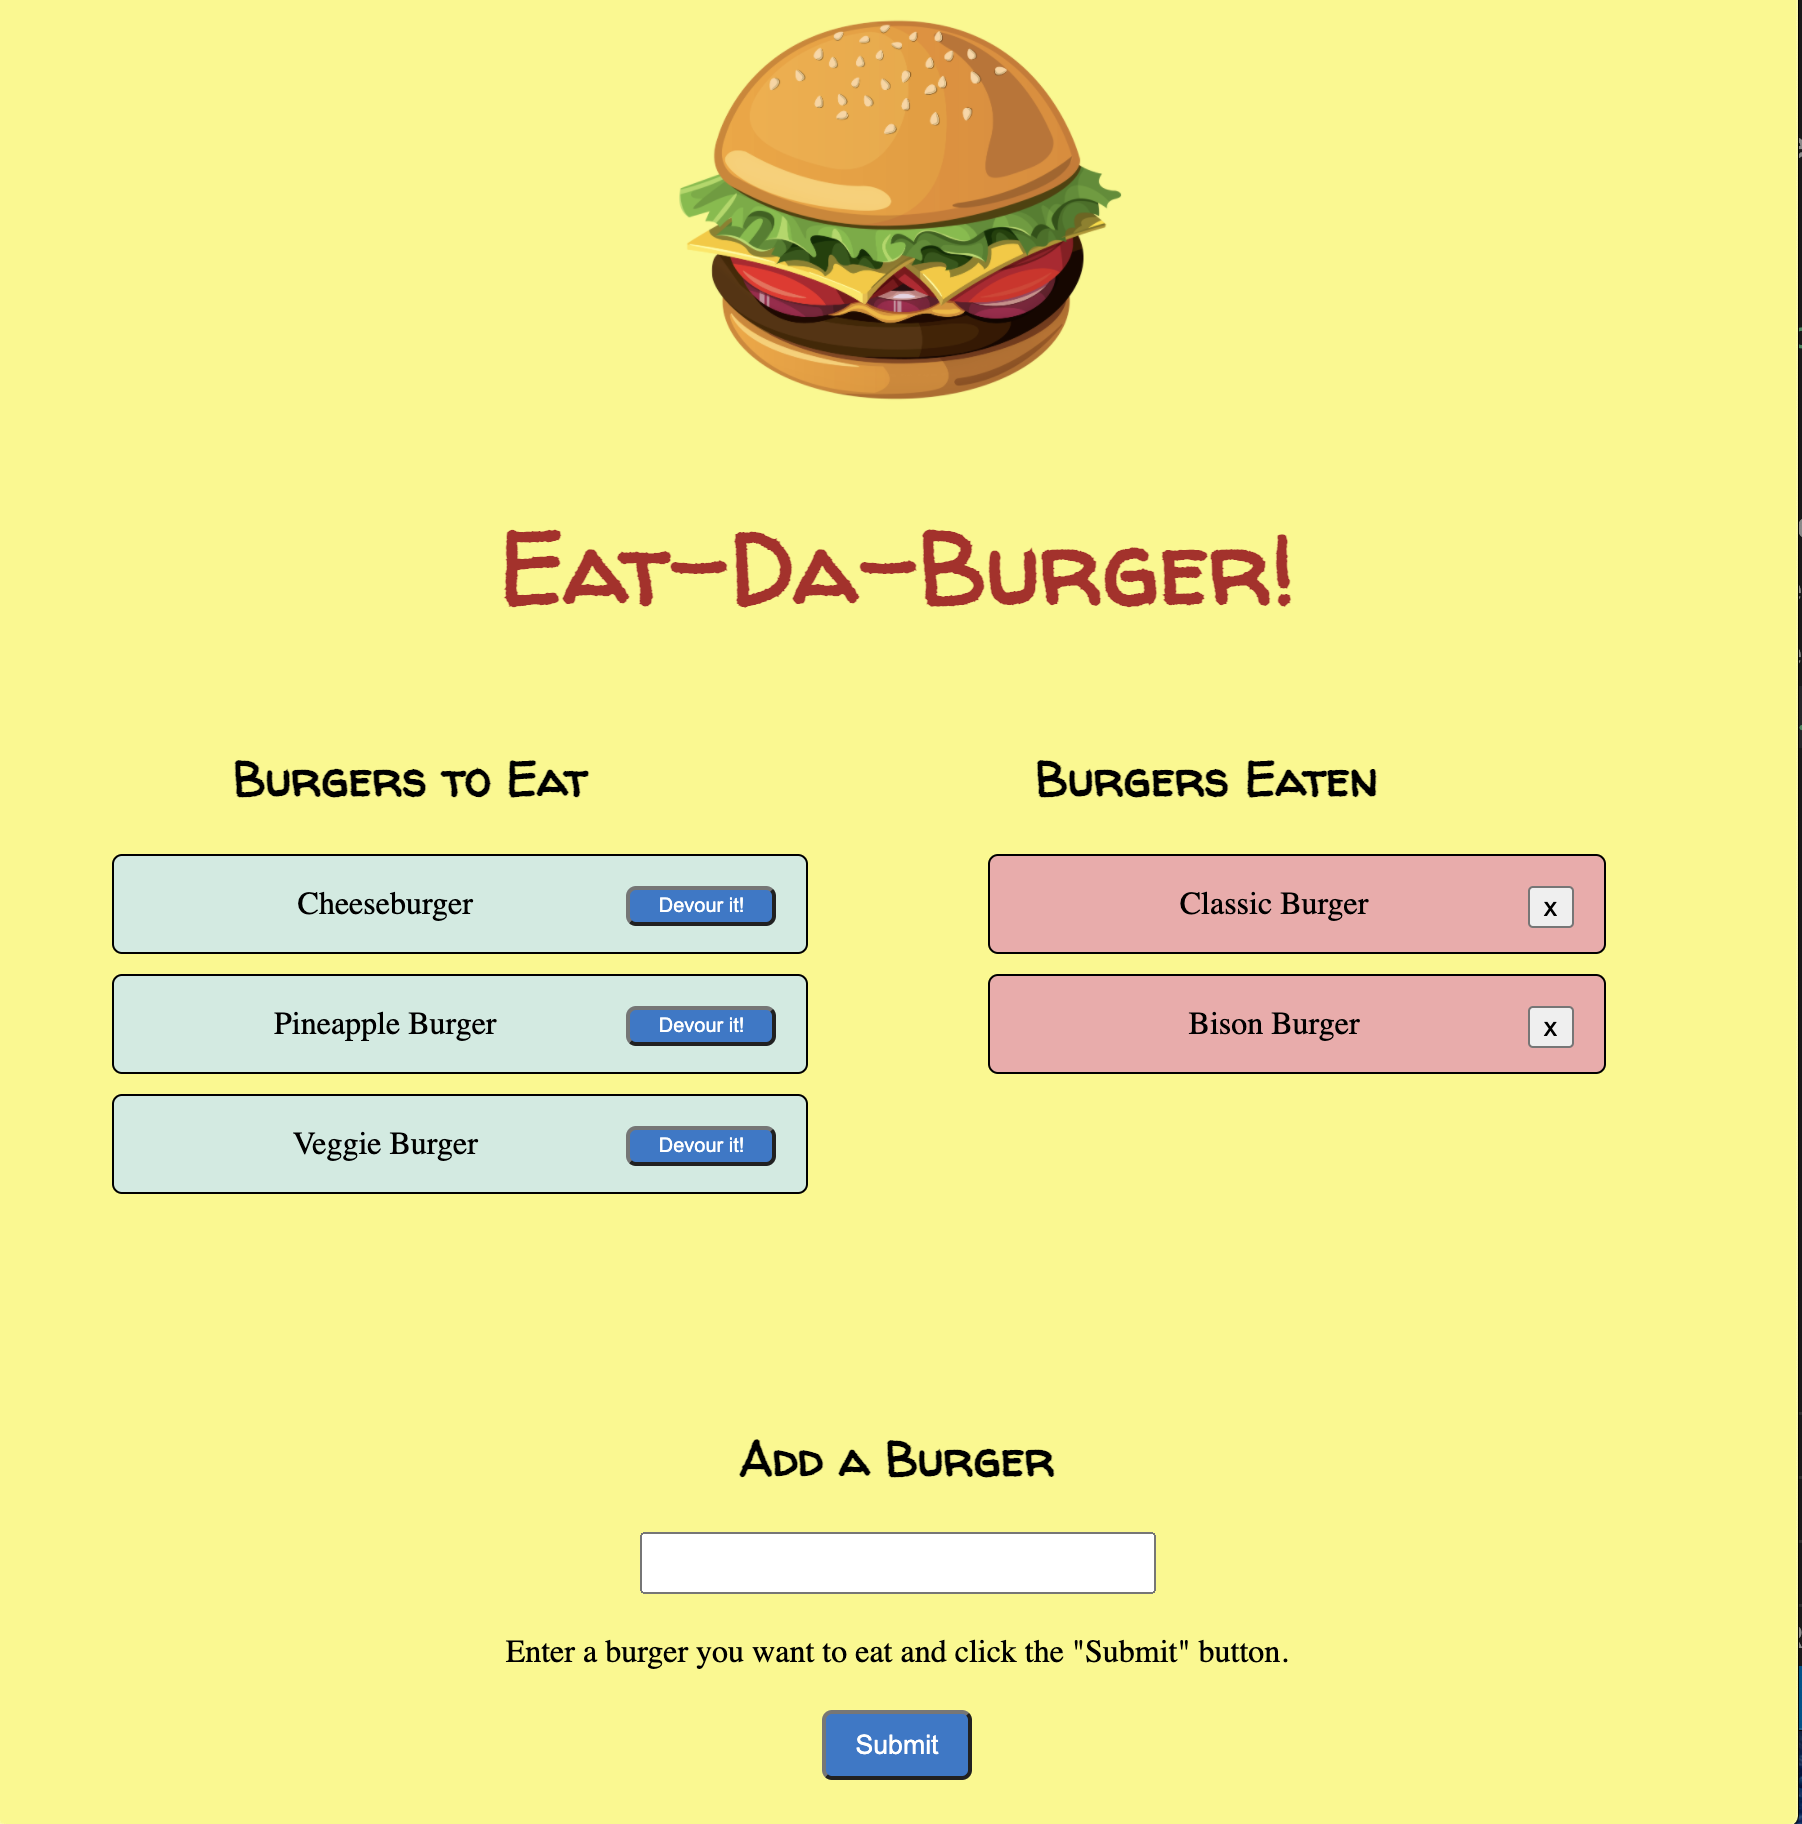 Eat-Da-Burger!
Burgers to Eat
Cheeseburger Devour it!
Pineapple Burger Devour it!
Veggie Burger Devour it!
Burgers Eaten
Classic Burger x
Bison Burger x
Add a Burger
Enter a burger you want to eat and click the "Submit" button.
Submit